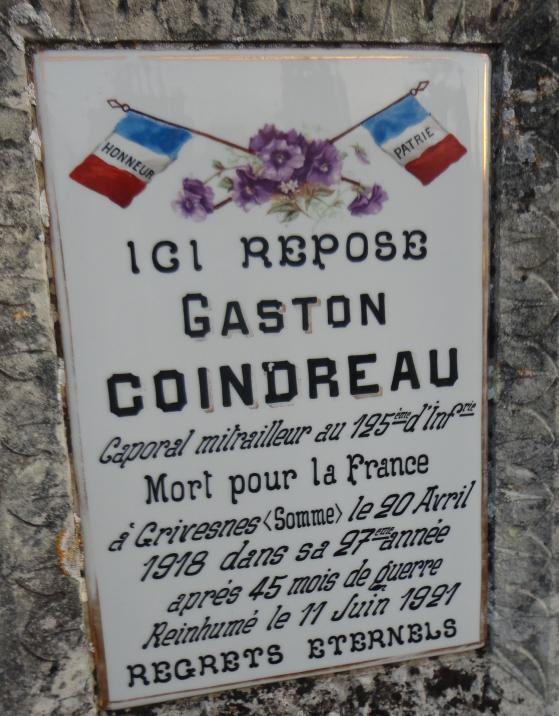 HONNEUR
PATRIE
ICI REPOSE
GASTON
COINDREAU
Caporal mitrailleur au 125ème d'Infrie
Mort pour la France
à Grivesnes <Somme> le 20 Avril
1918 dans sa 27ème année
aprés 45 mois de guerre
Reinhumé le 11 Juin 1921
REGRETS ETERNELS